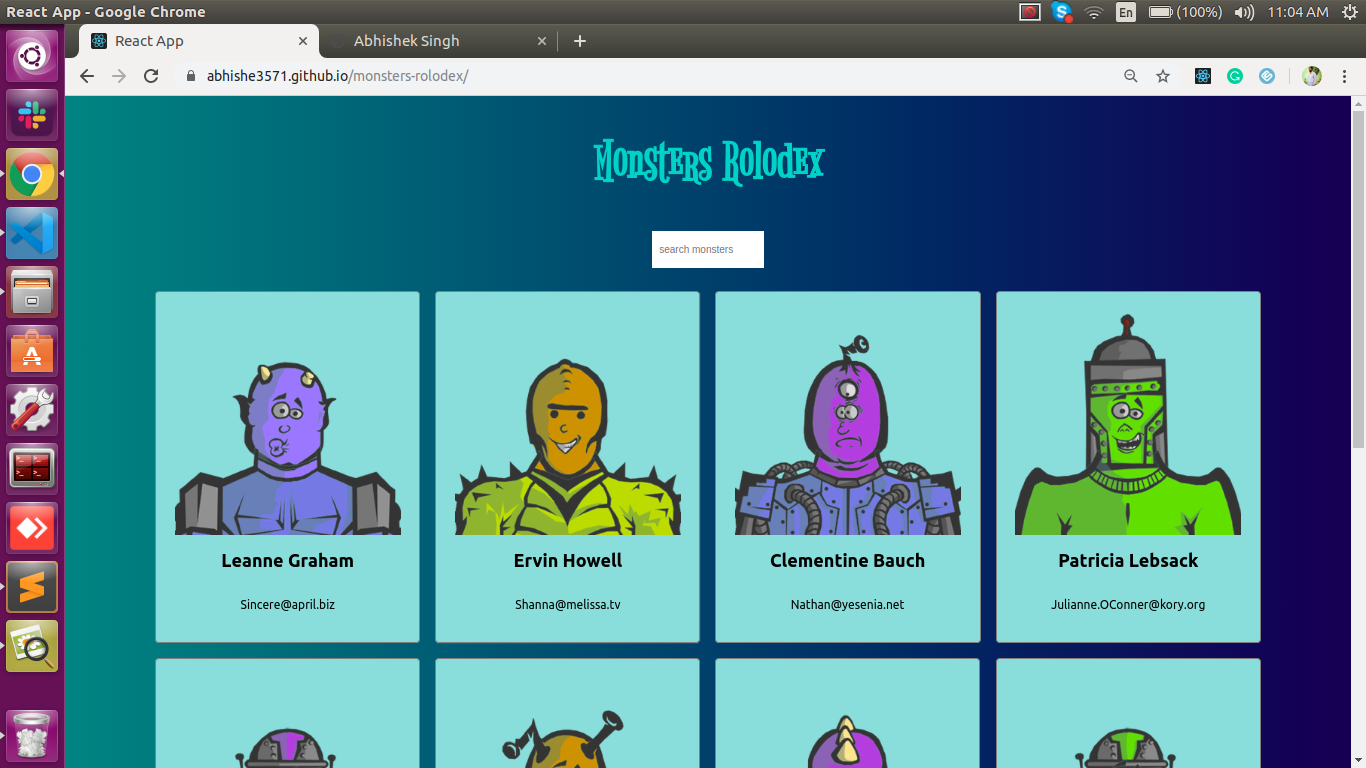 React App - Google Chrome
En
(100%)
11:04 AM
React App
Abhishek Singh
abhishe3571.github.io/monsters-rolodex/
Monsters Rolodex
search monsters
Leanne Graham
Ervin Howell
Clementine Bauch
Patricia Lebsack
Sincere@april.biz
Shanna@melissa.tv
Nathan@yesenia.net
Julianne.OConner@kory.org